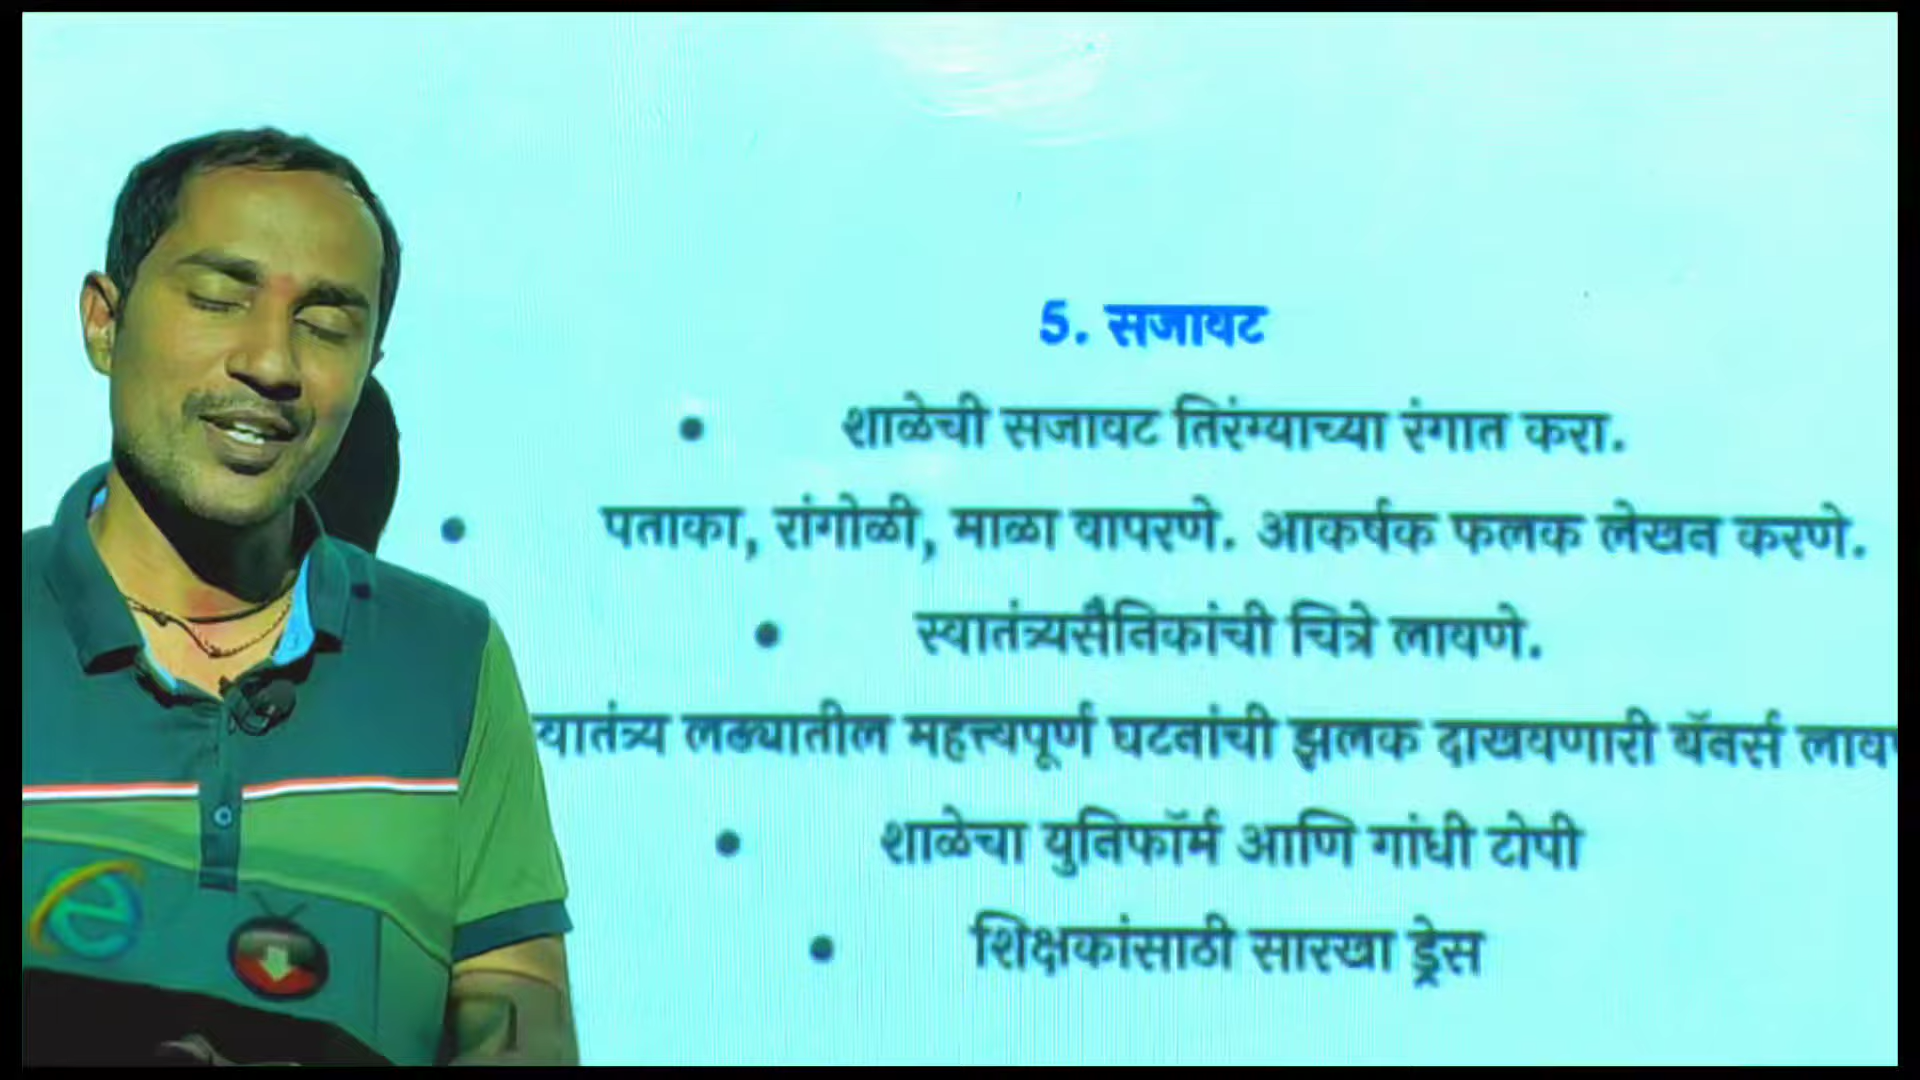 5. सजावट
• शाळेची सजावट तिरंग्याच्या रंगात करा.
• पताका, रांगोळी, माळा वापरणे. आकर्षक फलक लेखन करणे.
• स्वातंत्र्यसैनिकांची चित्रे लावणे.
लढ्यातील महत्त्वपूर्ण घटनांची झलक दाखवणारी बॅनर्स
• शाळेचा युनिफॉर्म आणि गांधी टोपी
• शिक्षकांसाठी सारखा ड्रेस